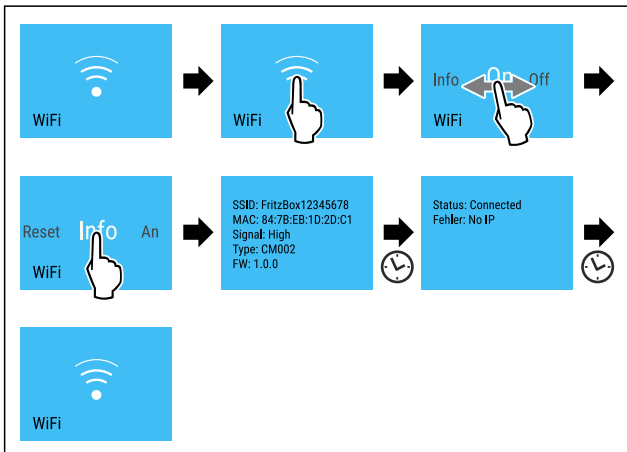 WiFi
WiFi
Info On Off
WiFi
Reset Info An
WiFi
SSID: FritzBox12345678
MAC: 84:7B:EB:1D:2D:C1
Signal: High
Type: CM002
FW: 1.0.0
Status: Connected
Fehler: No IP
WiFi